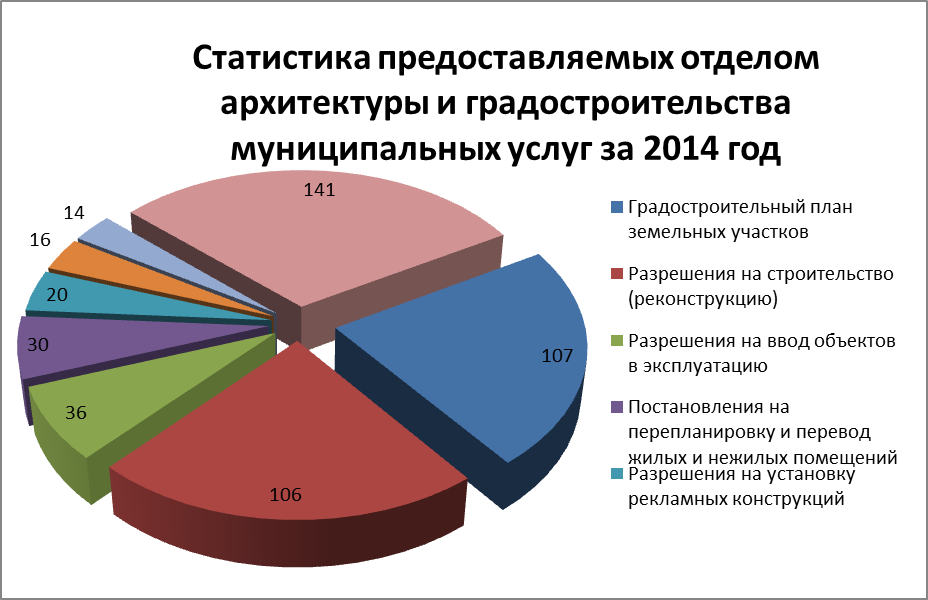 Статистика предоставляемых отделом
архитектуры и градостроительства
муниципальных услуг за 2014 год
141
14
16
20
30
36
106
107
Градостроительный план
земельных участков
Разрешения на строительство
(реконструкцию)
Разрешения на ввод объектов
в эксплуатацию
Постановления на
перепланировку и перевод
жилых и нежилых помещений
Разрешения на установку
рекламных конструкций